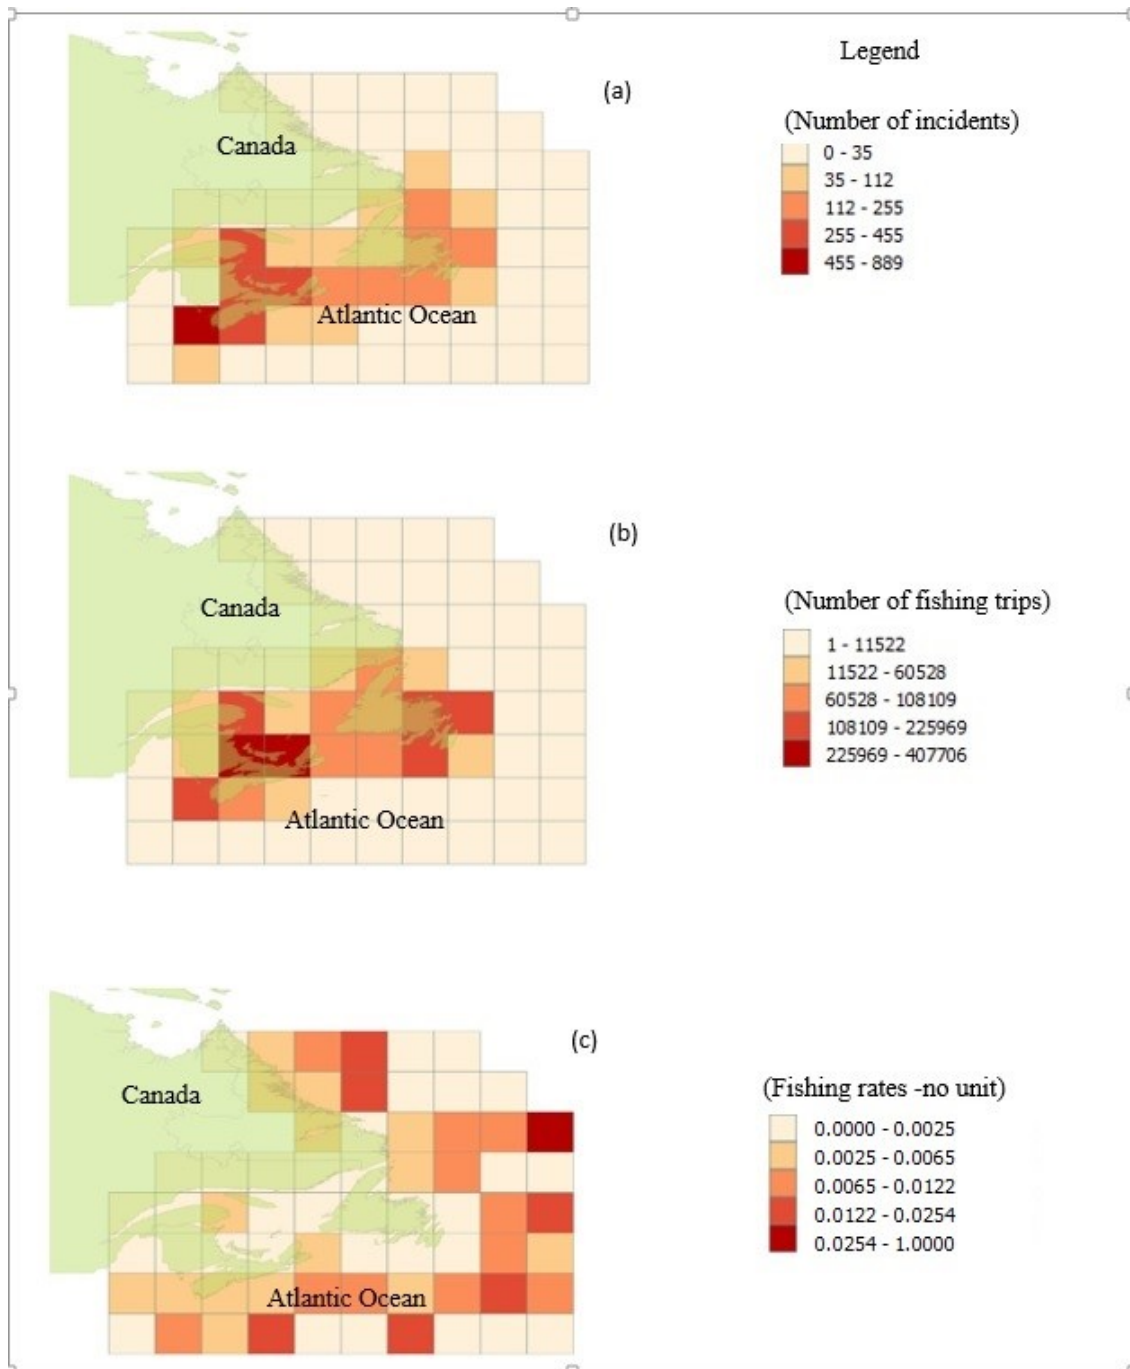 Legend
(a)
(Number of incidents)
Canada
0 - 35
35 - 112
112 - 255
255 - 455
455 - 889
Atlantic Ocean
(b)
(Number of fishing trips)
Canada
1 - 11522
11522 - 60528
60528 - 108109
108109 - 225969
225969 - 407706
Atlantic Ocean
(c)
(Fishing rates -no unit)
Canada
0.0000 - 0.0025
0.0025 - 0.0065
0.0065 - 0.0122
0.0122 - 0.0254
0.0254 - 1.0000
Atlantic Ocean